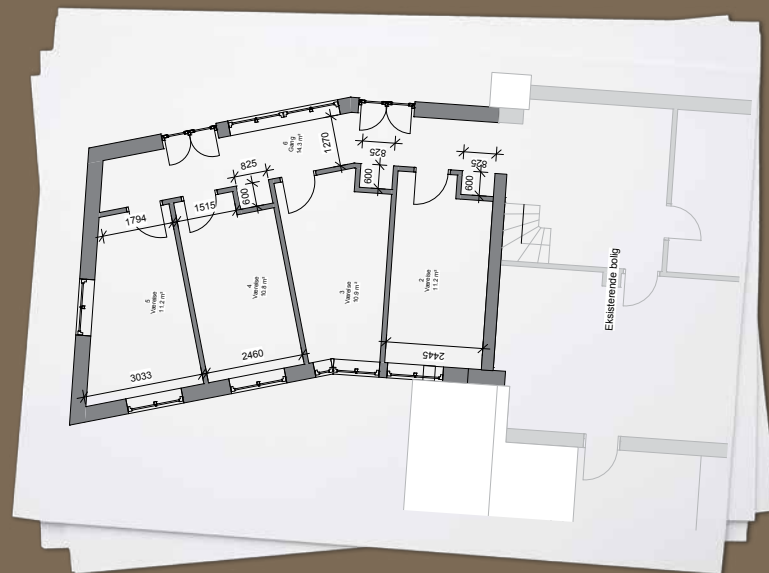 6
Gang
14.3 m²
1270
825
825
825
600
600
600
1794
1515
5
Værelse
11.2 m²
4
Værelse
10.8 m²
3
Værelse
10.9 m²
2
Værelse
11.2 m²
Eksisterende bolig
3033
2460
2445